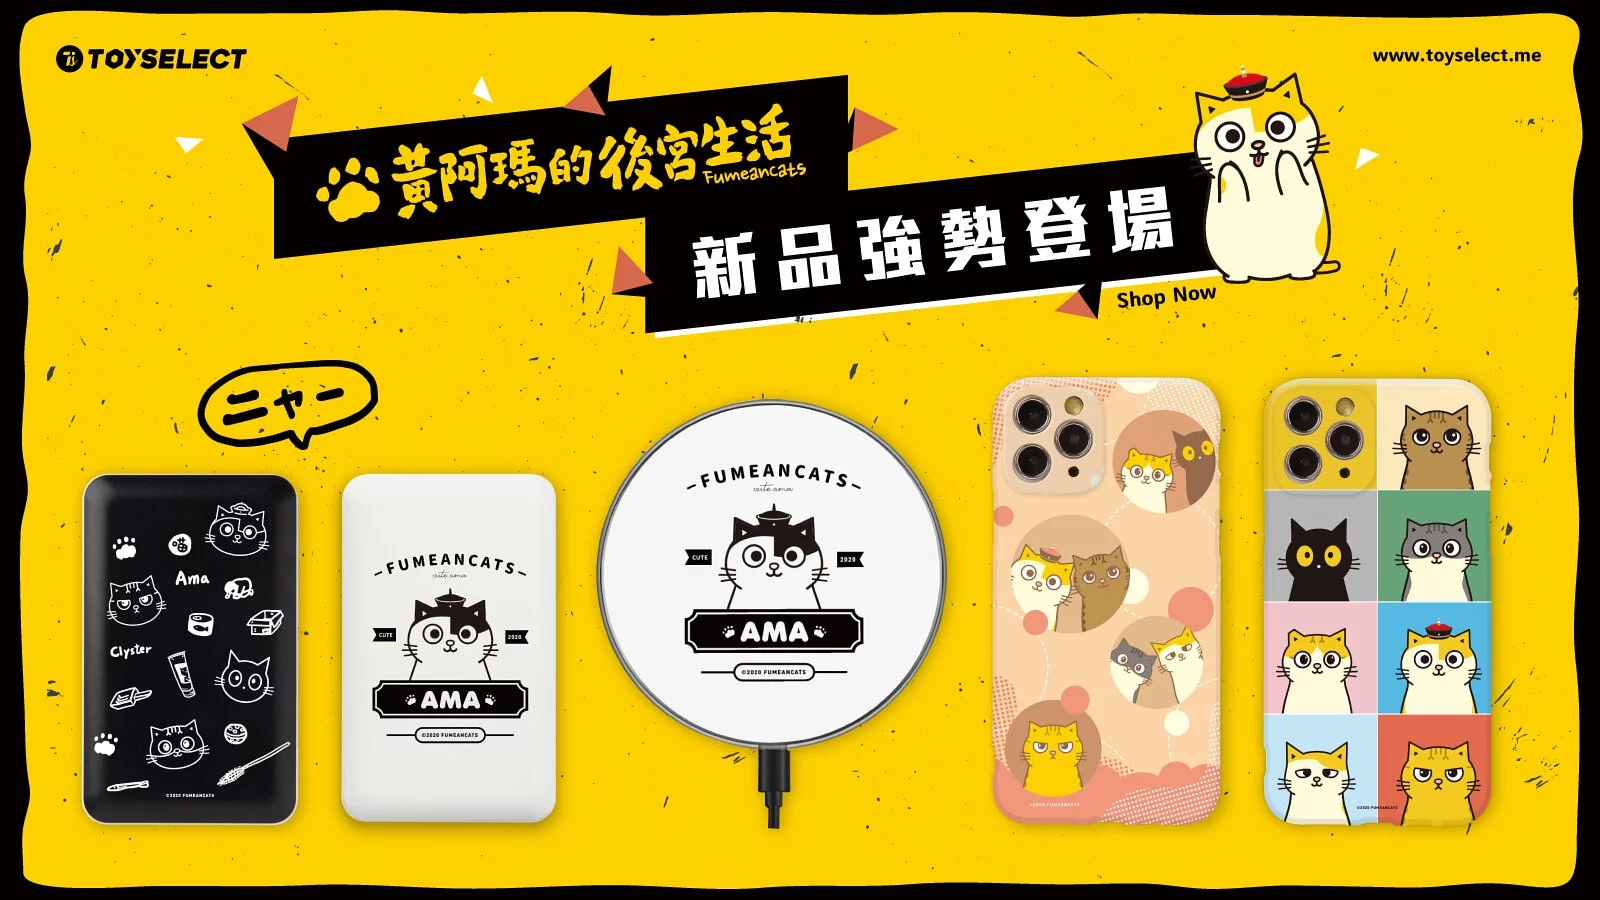 TOYSELECT
www.toyselect.me
黃阿瑪的後宮生活
Fumeancats
新品強勢登場
Shop Now
ニャー
Ama
Clyster
©2020 FUMEANCATS
FUMEANCATS
cute ama
CUTE
2020
AMA
©2020 FUMEANCATS
FUMEANCATS
cute ama
CUTE
2020
AMA
©2020 FUMEANCATS
©2020 FUMEANCATS
©2020 FUMEANCATS